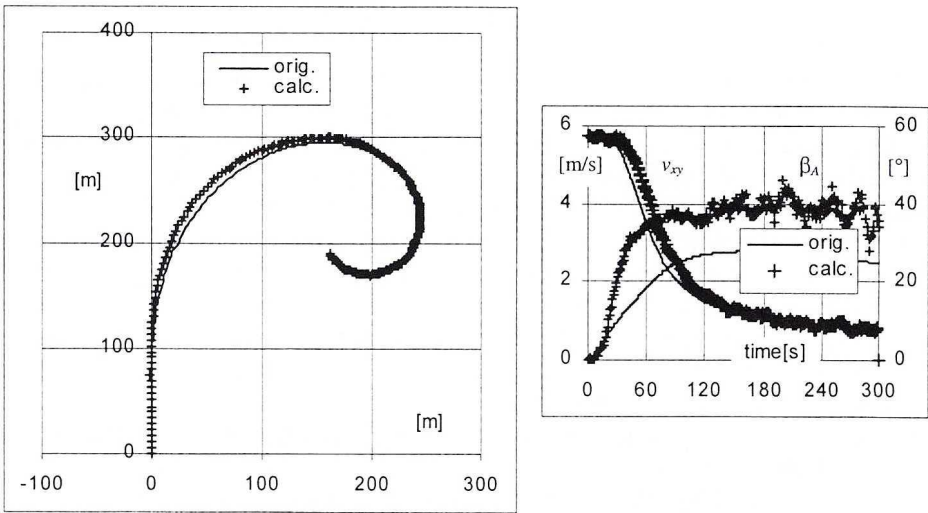 400
orig.
calc.
300
[m]
200
100
[m]
0
-100 0 100 200 300
6 60
[m/s] v_xy β_A [°]
4 40
orig.
calc.
2 20
time[s]
0 0
0 60 120 180 240 300